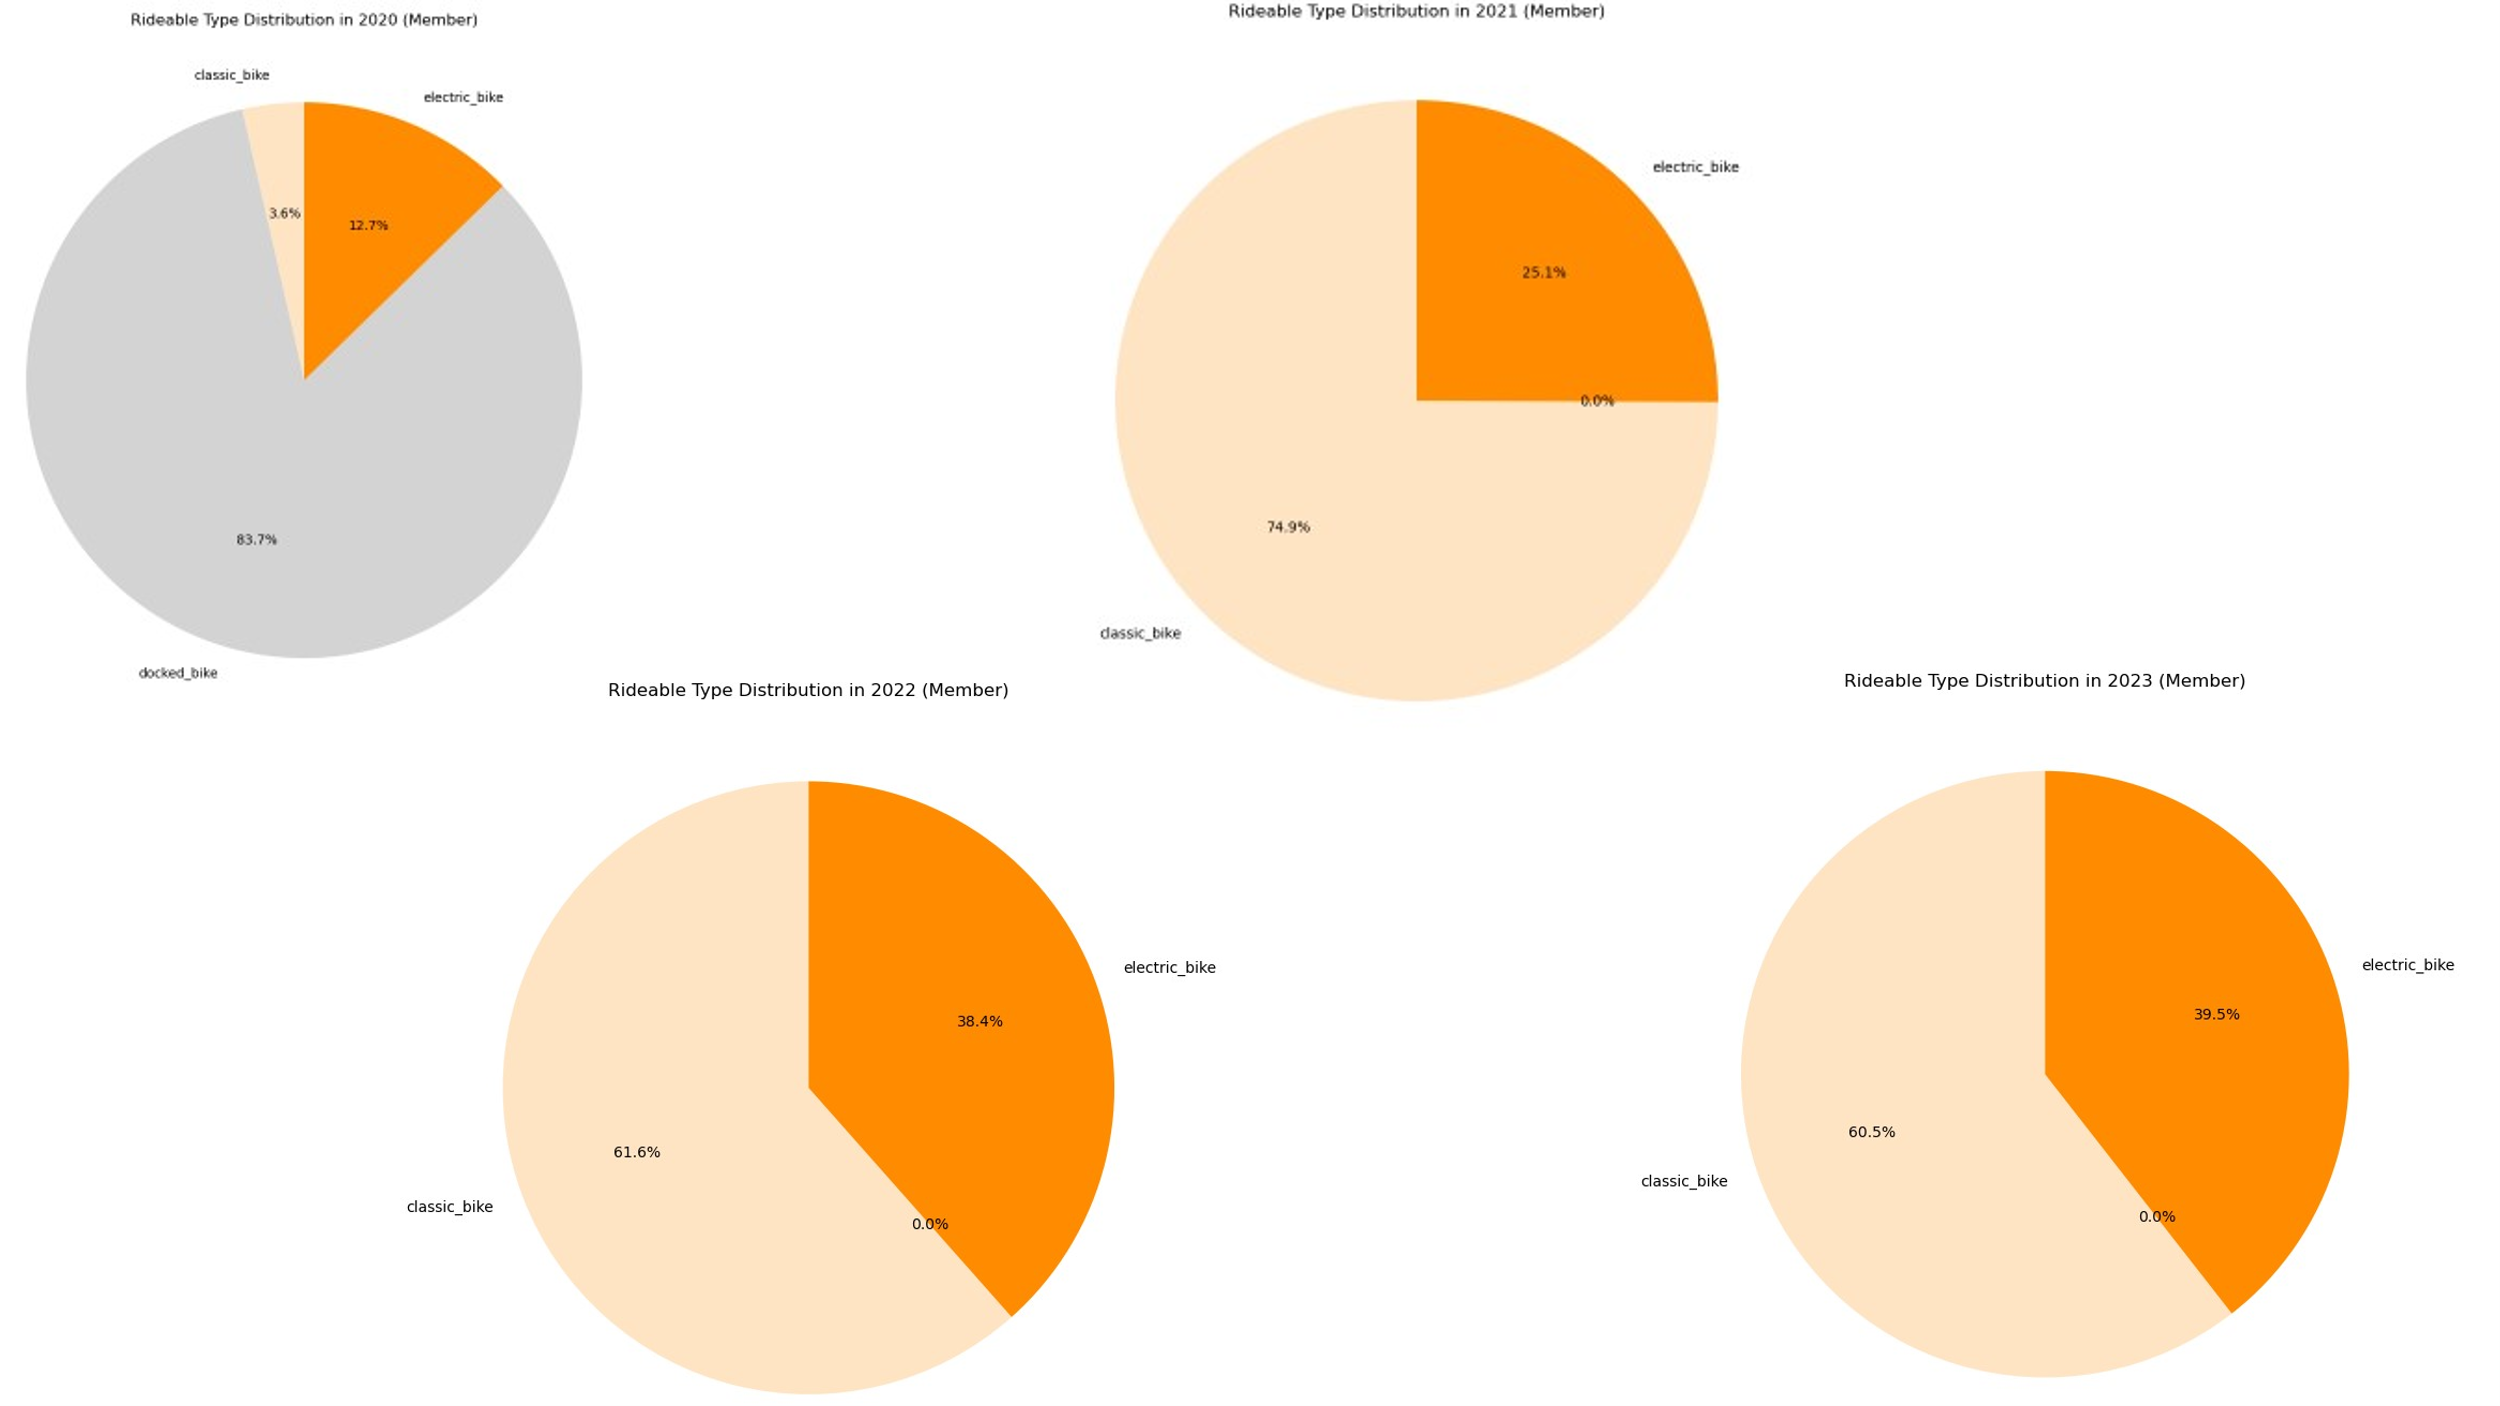 Rideable Type Distribution in 2020 (Member)
classic_bike
electric_bike
3.6%
12.7%
83.7%
docked_bike
Rideable Type Distribution in 2021 (Member)
electric_bike
25.1%
0.0%
74.9%
classic_bike
Rideable Type Distribution in 2022 (Member)
electric_bike
38.4%
61.6%
classic_bike
0.0%
Rideable Type Distribution in 2023 (Member)
electric_bike
39.5%
60.5%
classic_bike
0.0%